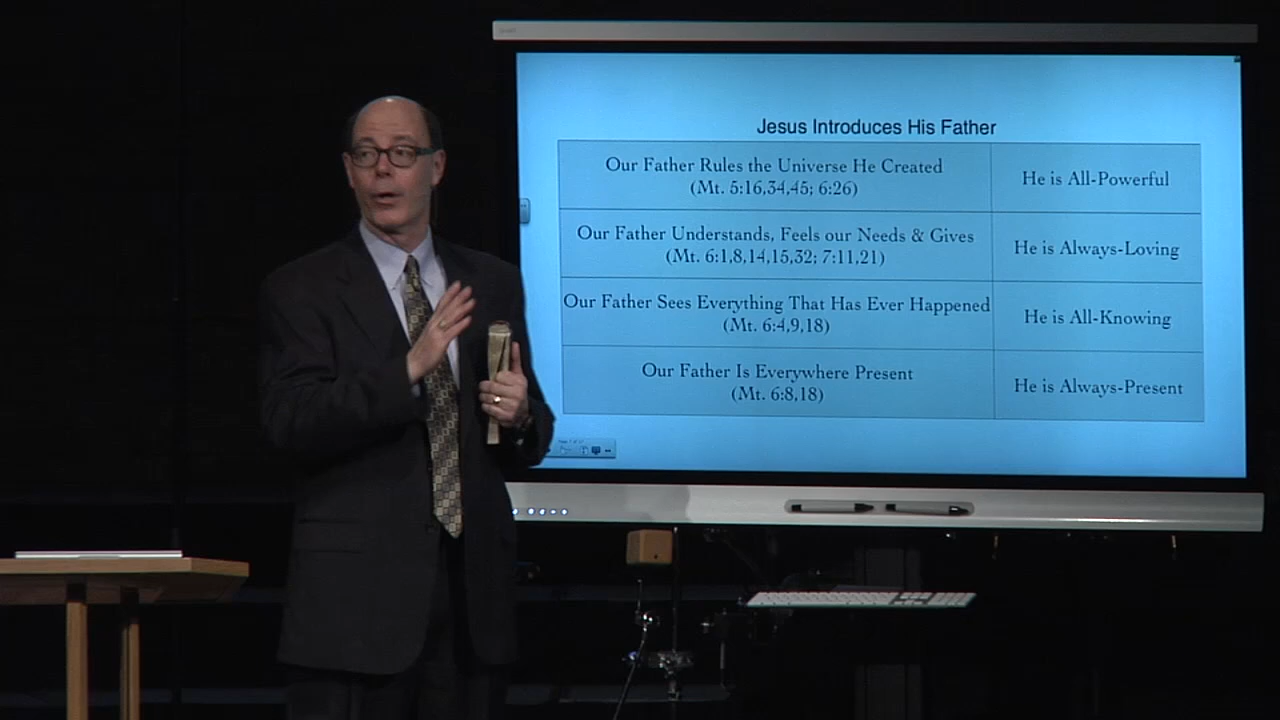 Jesus Introduces His Father
Our Father Rules the Universe He Created
(Mt. 5:16,34,45; 6:26)
He is All-Powerful
Our Father Understands, Feels our Needs & Gives
(Mt. 6:1,8,14,15,32; 7:11,21)
He is Always-Loving
Our Father Sees Everything That Has Ever Happened
(Mt. 6:4,9,18)
He is All-Knowing
Our Father Is Everywhere Present
(Mt. 6:8,18)
He is Always-Present